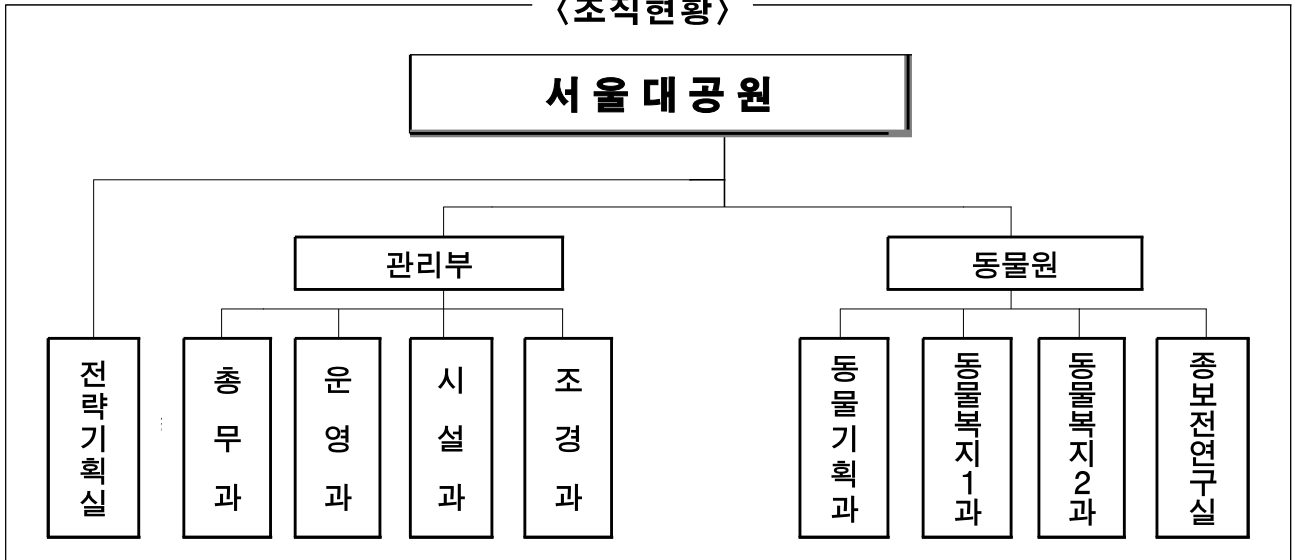 〈조직현황〉
서울대공원
관리부
동물원
전략기획실
총무과
운영과
시설과
조경과
동물기획과
동물복지1과
동물복지2과
종보전연구실